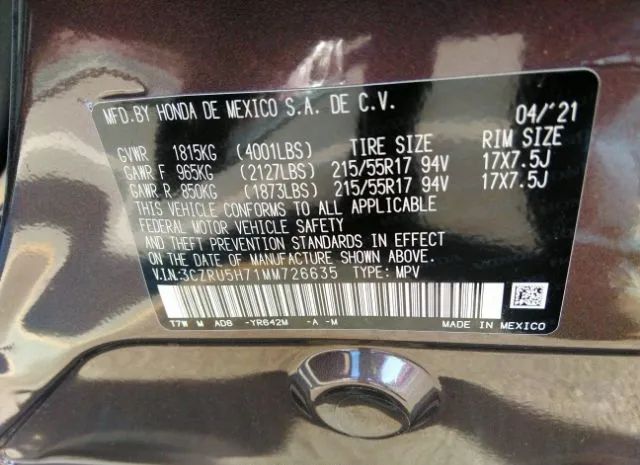 MFD.BY HONDA DE MEXICO S.A. DE C.V. 04/'21
GVWR 1815KG (4001LBS) TIRE SIZE RIM SIZE
GAWR F 965KG (2127LBS) 215/55R17 94V 17X7.5J
GAWR R 850KG (1873LBS) 215/55R17 94V 17X7.5J
THIS VEHICLE CONFORMS TO ALL APPLICABLE
FEDERAL MOTOR VEHICLE SAFETY
AND THEFT PREVENTION STANDARDS IN EFFECT
ON THE DATE OF MANUFACTURE SHOWN ABOVE.
V.I.N:3CZRU5H71MM726635 TYPE: MPV
T7W M ADB -YR642M -A -M MADE IN MEXICO